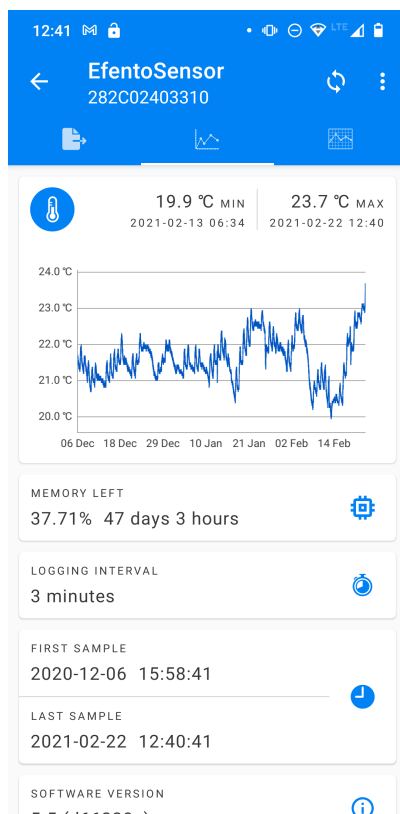 12:41
LTE
EfentoSensor
282C02403310
19.9 ℃ MIN
2021-02-13 06:34
23.7 ℃ MAX
2021-02-22 12:40
24.0 ℃
23.0 ℃
22.0 ℃
21.0 ℃
20.0 ℃
06 Dec 18 Dec 29 Dec 10 Jan 21 Jan 02 Feb 14 Feb
MEMORY LEFT
37.71% 47 days 3 hours
LOGGING INTERVAL
3 minutes
FIRST SAMPLE
2020-12-06 15:58:41
LAST SAMPLE
2021-02-22 12:40:41
SOFTWARE VERSION